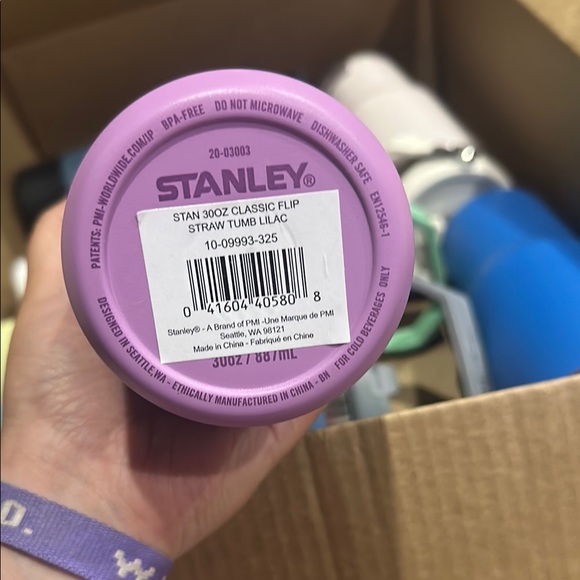 PATENTS: PMI-WORLDWIDE.COM/IP BPA-FREE DO NOT MICROWAVE DISHWASHER SAFE EN12546-1
20-03003
STANLEY®
STAN 30OZ CLASSIC FLIP
STRAW TUMB LILAC
10-09993-325
0 41604 40580 8
Stanley® - A Brand of PMI -Une Marque de PMI
Seattle, WA 98121
Made in China - Fabriqué en Chine
30oz / 887mL
DESIGNED IN SEATTLE,WA - ETHICALLY MANUFACTURED IN CHINA - DN - FOR COLD BEVERAGES ONLY
D.